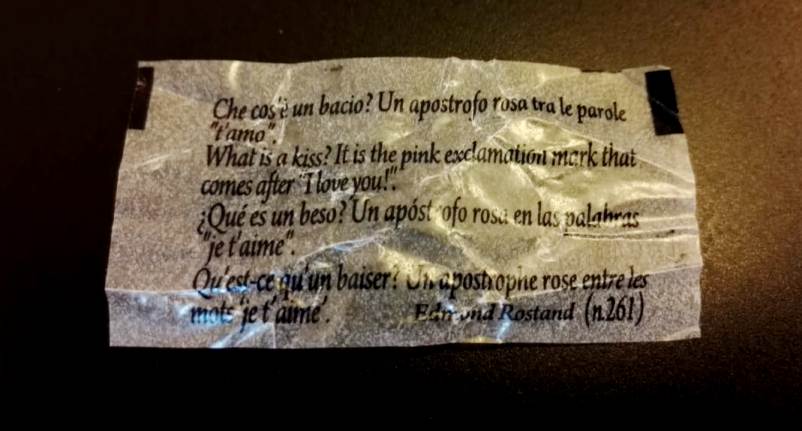 Che cos'è un bacio? Un apostrofo rosa tra le parole
"t'amo".
What is a kiss? It is the pink exclamation mark that
comes after "I love you!".
¿Qué es un beso? Un apóstrofo rosa en las palabras
"je t'aime".
Qu'est-ce qu'un baiser? Un apostrophe rose entre les
mots 'je t'aime'. Edmond Rostand (n.261)